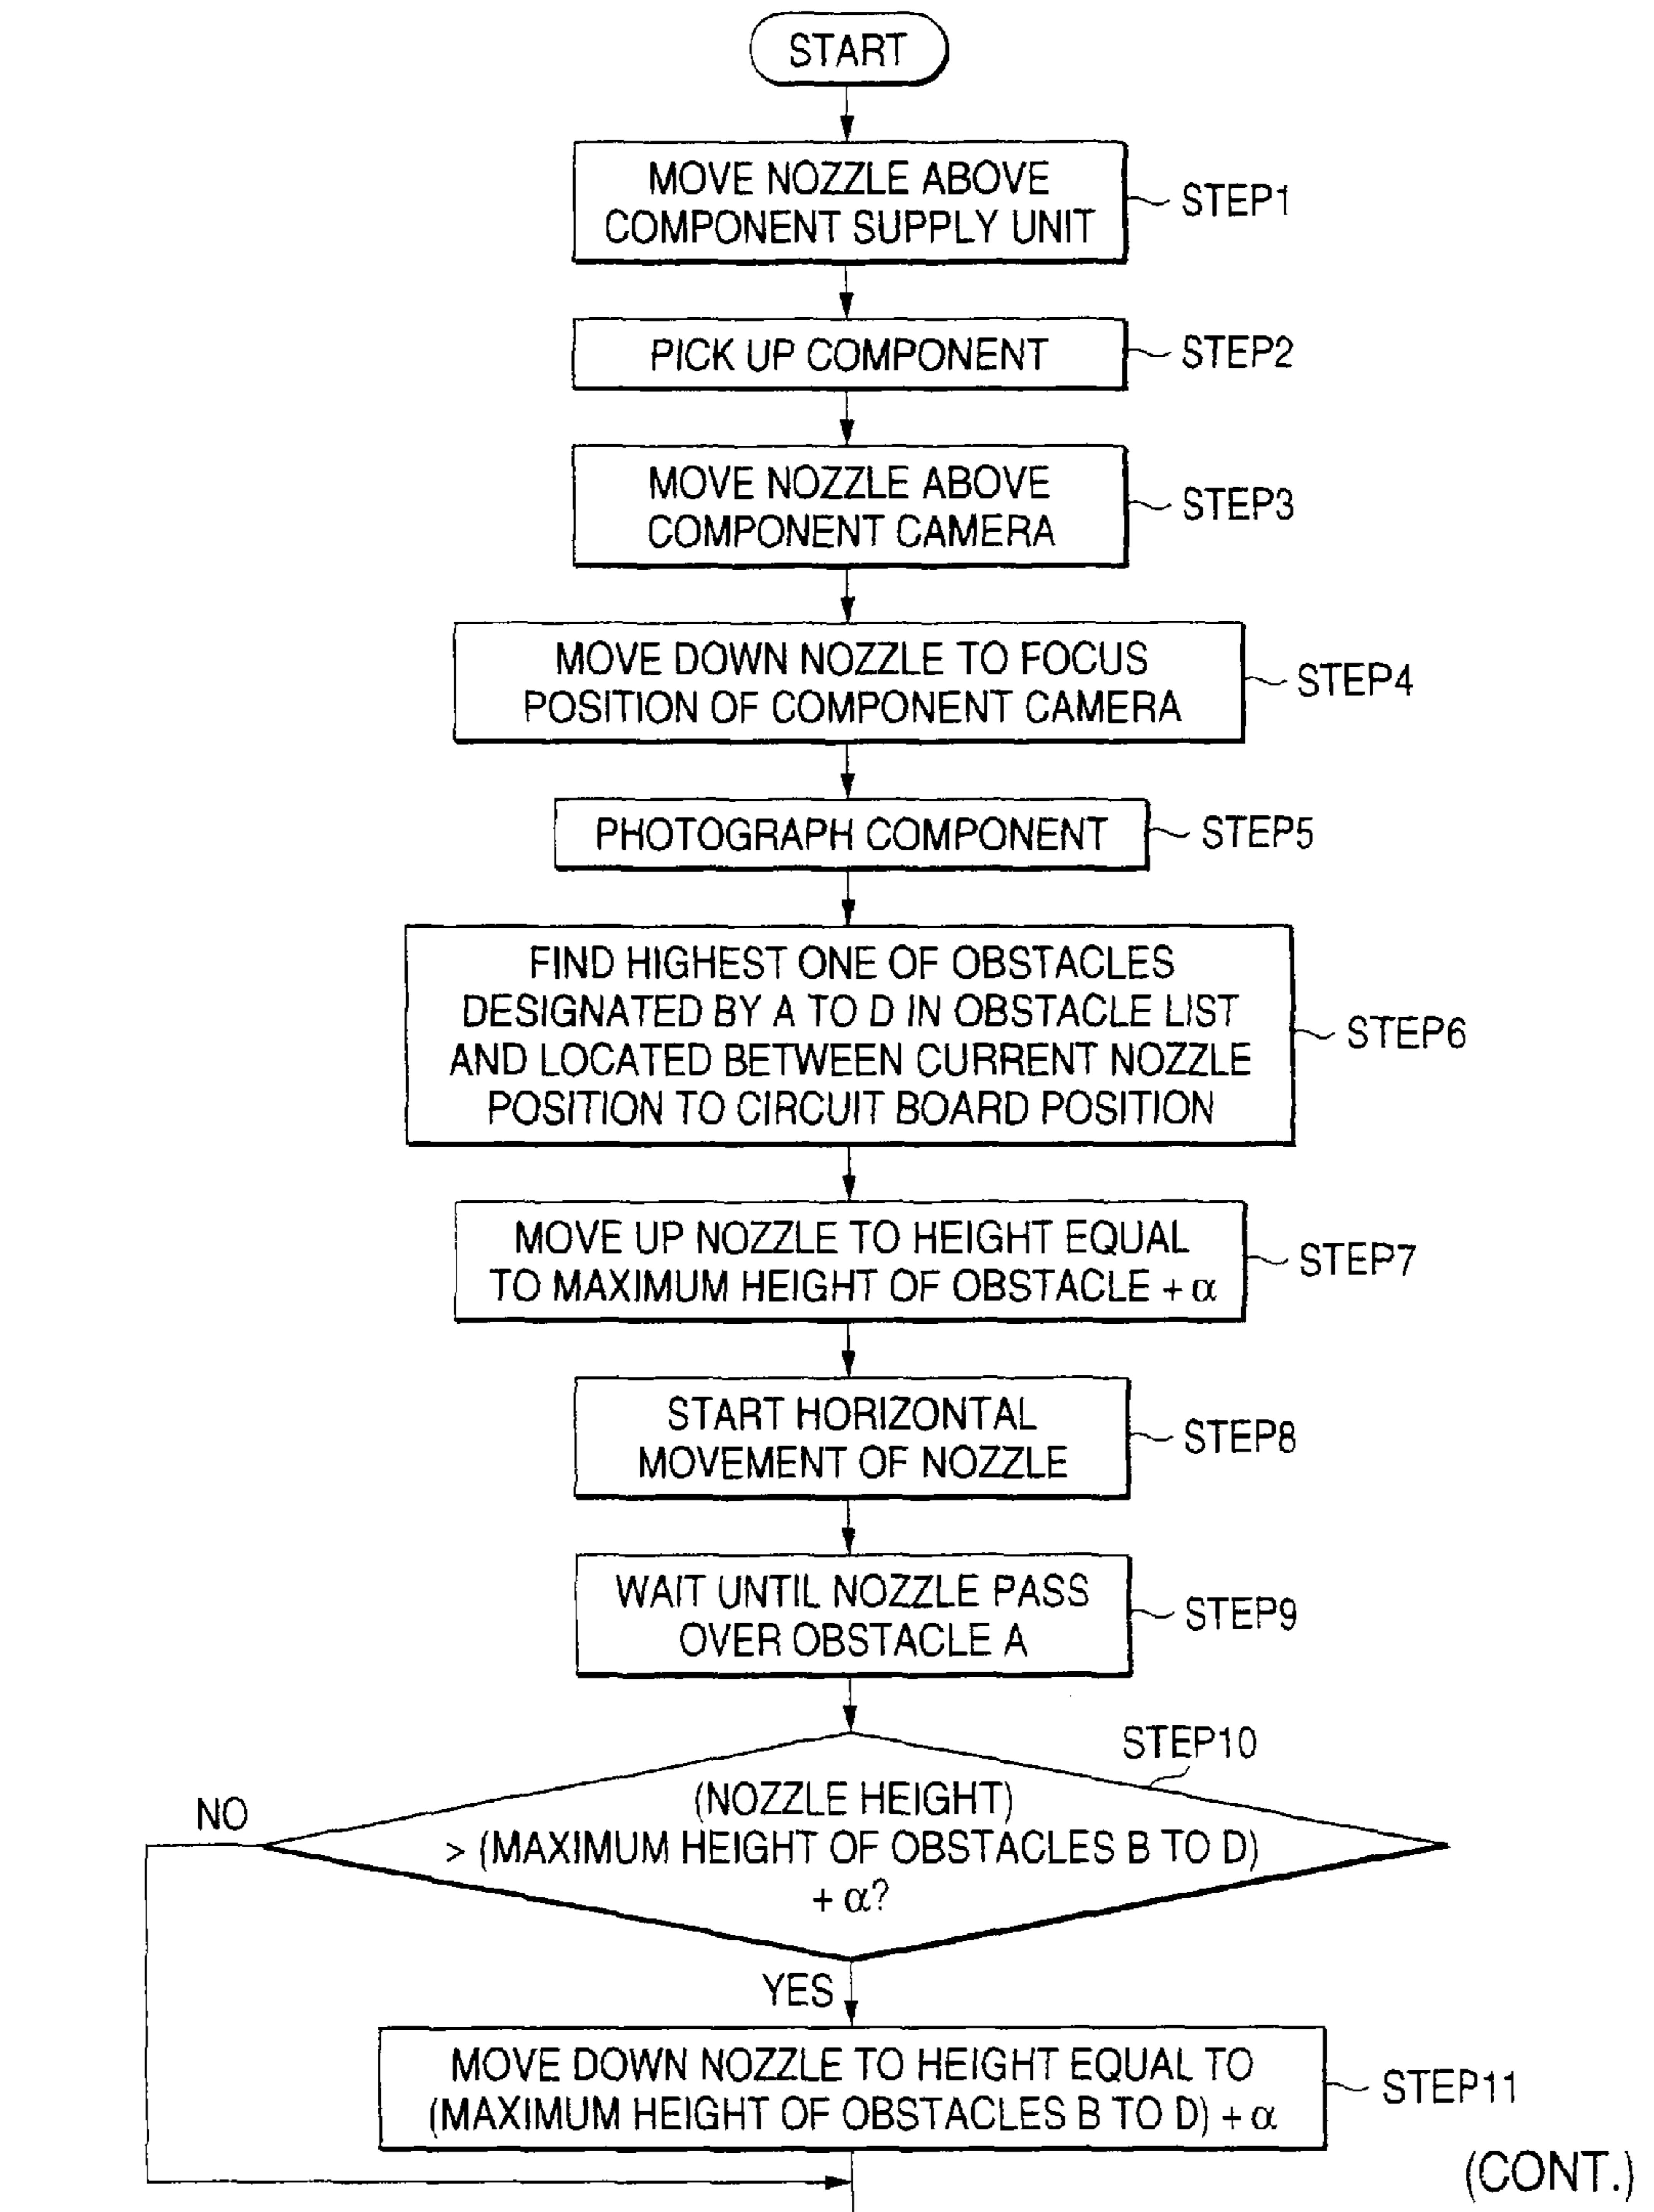 START
MOVE NOZZLE ABOVE
COMPONENT SUPPLY UNIT
STEP1
PICK UP COMPONENT
STEP2
MOVE NOZZLE ABOVE
COMPONENT CAMERA
STEP3
MOVE DOWN NOZZLE TO FOCUS
POSITION OF COMPONENT CAMERA
STEP4
PHOTOGRAPH COMPONENT
STEP5
FIND HIGHEST ONE OF OBSTACLES
DESIGNATED BY A TO D IN OBSTACLE LIST
AND LOCATED BETWEEN CURRENT NOZZLE
POSITION TO CIRCUIT BOARD POSITION
STEP6
MOVE UP NOZZLE TO HEIGHT EQUAL
TO MAXIMUM HEIGHT OF OBSTACLE + α
STEP7
START HORIZONTAL
MOVEMENT OF NOZZLE
STEP8
WAIT UNTIL NOZZLE PASS
OVER OBSTACLE A
STEP9
STEP10
(NOZZLE HEIGHT)
> (MAXIMUM HEIGHT OF OBSTACLES B TO D)
+ α?
NO
YES
MOVE DOWN NOZZLE TO HEIGHT EQUAL TO
(MAXIMUM HEIGHT OF OBSTACLES B TO D) + α
STEP11
(CONT.)